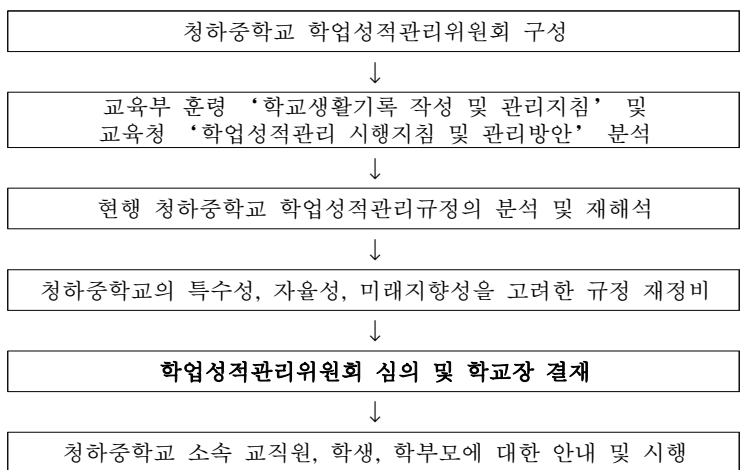 청하중학교 학업성적관리위원회 구성
↓
교육부 훈령 ‘학교생활기록 작성 및 관리지침’ 및
교육청 ‘학업성적관리 시행지침 및 관리방안’ 분석
↓
현행 청하중학교 학업성적관리규정의 분석 및 재해석
↓
청하중학교의 특수성, 자율성, 미래지향성을 고려한 규정 재정비
↓
학업성적관리위원회 심의 및 학교장 결재
↓
청하중학교 소속 교직원, 학생, 학부모에 대한 안내 및 시행